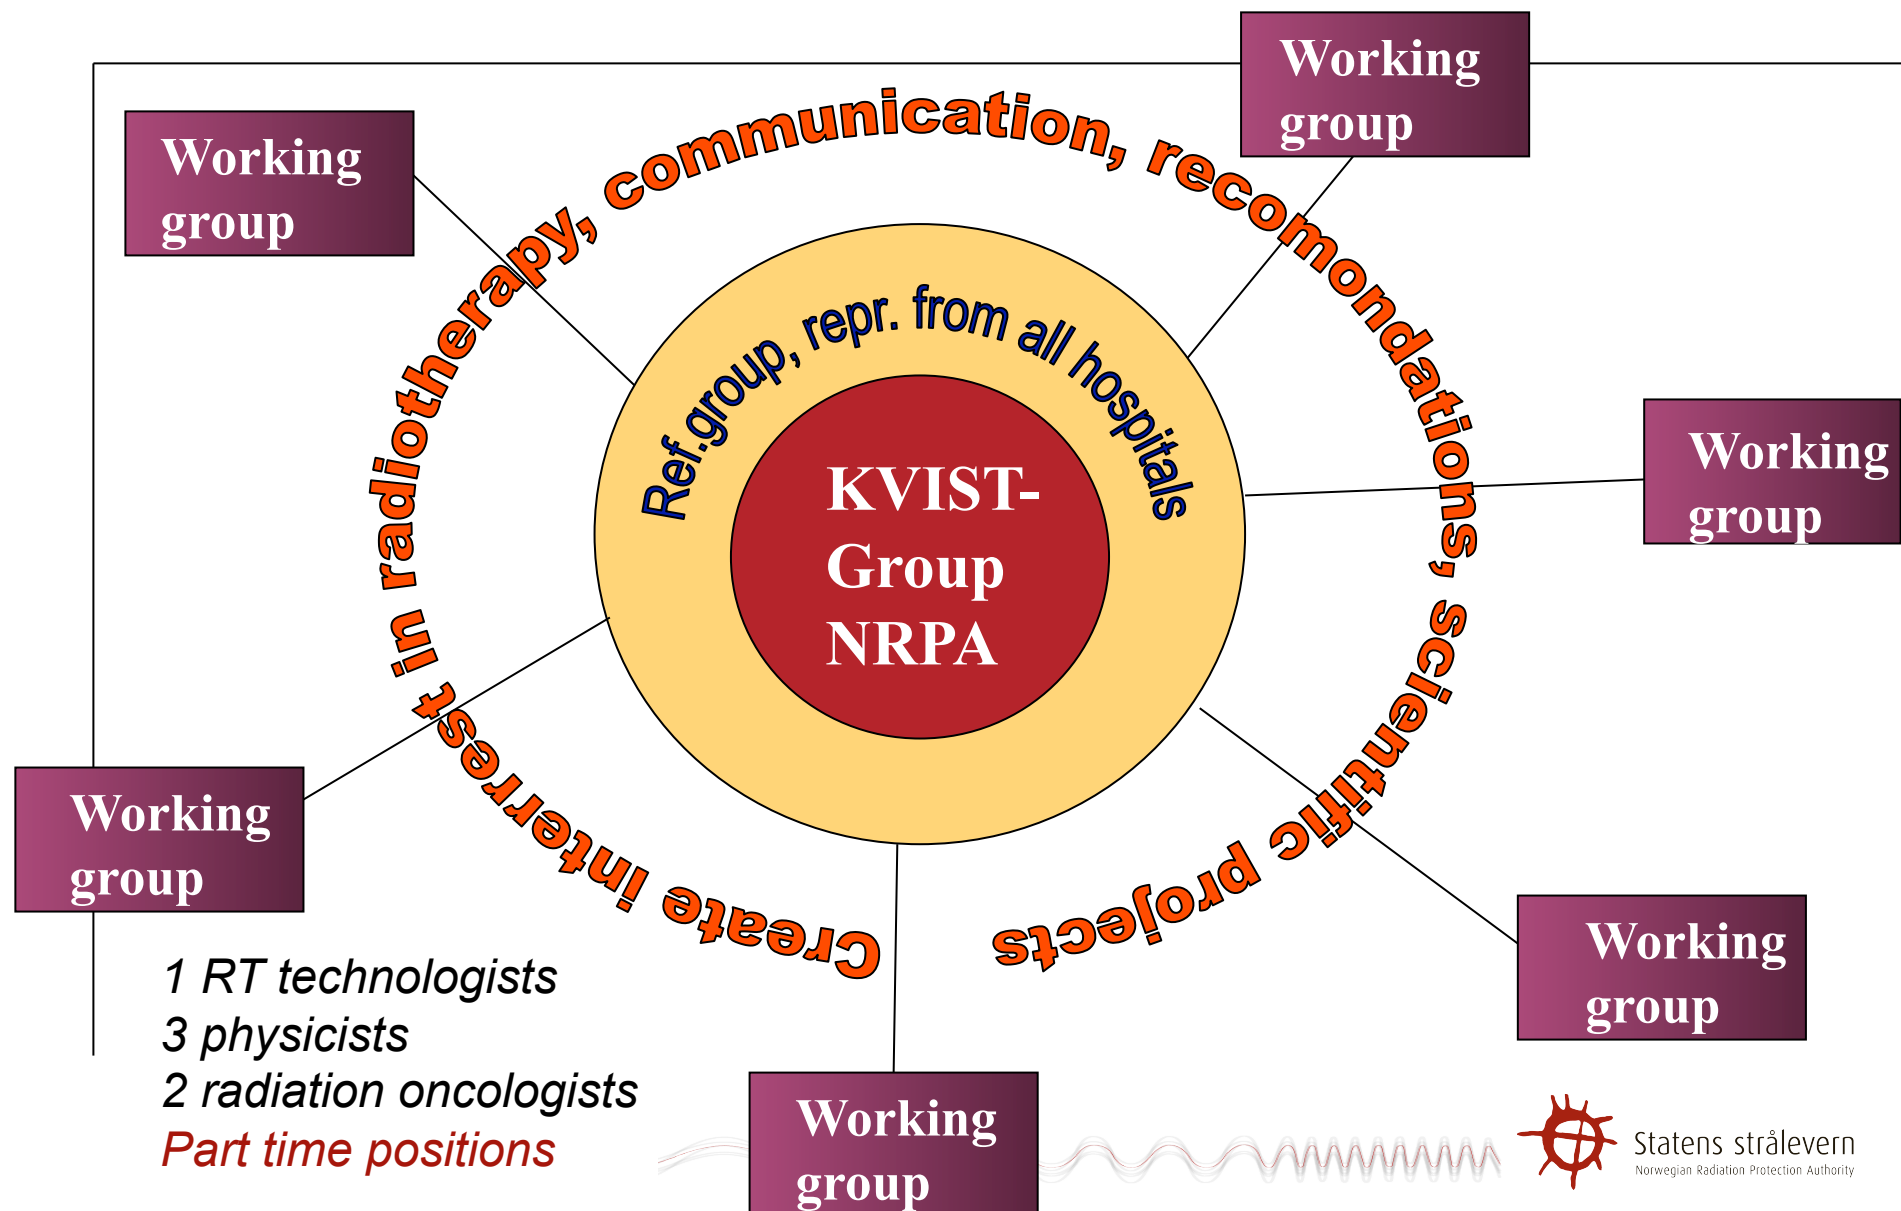 Working
group
Working
group
Create interrest in radiotherapy, communication, recomondations, scientific projects
Ref.group, repr. from all hospitals
KVIST-
Group
NRPA
Working
group
Working
group
Working
group
Working
group
1 RT technologists
3 physicists
2 radiation oncologists
Part time positions
Statens strålevern
Norwegian Radiation Protection Authority